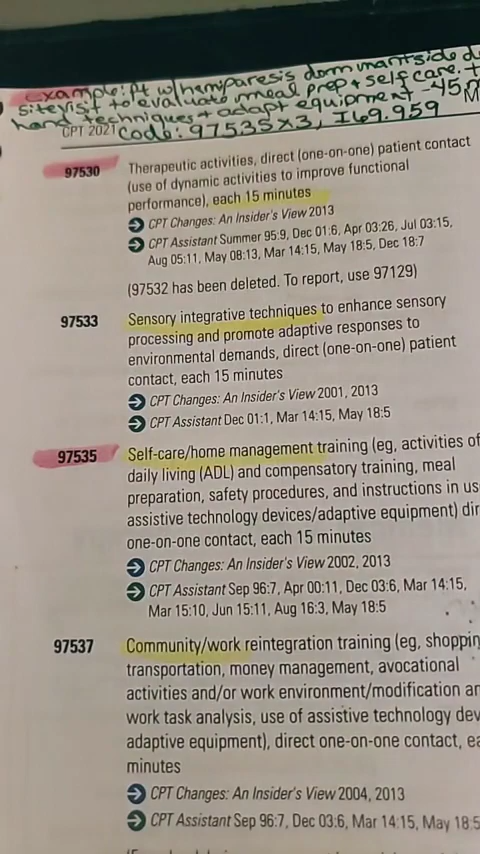 Example: Pt w/hemiparesis dominant side d
sitevisit to evaluate meal prep & self care. +
hand techniques + adapt equipment - 45 m
CPT 2021 Code: 97535x3, I69.959 M
97530 Therapeutic activities, direct (one-on-one) patient contact
(use of dynamic activities to improve functional
performance), each 15 minutes
CPT Changes: An Insider's View 2013
CPT Assistant Summer 95:9, Dec 01:6, Apr 03:26, Jul 03:15,
Aug 05:11, May 08:13, Mar 14:15, May 18:5, Dec 18:7
(97532 has been deleted. To report, use 97129)
97533 Sensory integrative techniques to enhance sensory
processing and promote adaptive responses to
environmental demands, direct (one-on-one) patient
contact, each 15 minutes
CPT Changes: An Insider's View 2001, 2013
CPT Assistant Dec 01:1, Mar 14:15, May 18:5
97535 Self-care/home management training (eg, activities of
daily living (ADL) and compensatory training, meal
preparation, safety procedures, and instructions in us
assistive technology devices/adaptive equipment) dir
one-on-one contact, each 15 minutes
CPT Changes: An Insider's View 2002, 2013
CPT Assistant Sep 96:7, Apr 00:11, Dec 03:6, Mar 14:15,
Mar 15:10, Jun 15:11, Aug 16:3, May 18:5
97537 Community/work reintegration training (eg, shoppin
transportation, money management, avocational
activities and/or work environment/modification an
work task analysis, use of assistive technology dev
adaptive equipment), direct one-on-one contact, ea
minutes
CPT Changes: An Insider's View 2004, 2013
CPT Assistant Sep 96:7, Dec 03:6, Mar 14:15, May 18:5